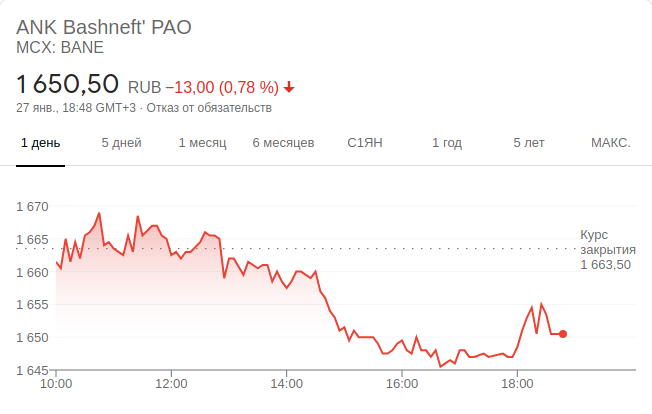 ANK Bashneft' PAO
MCX: BANE
1 650,50 RUB −13,00 (0,78 %)
27 янв., 18:48 GMT+3 · Отказ от обязательств
1 день 5 дней 1 месяц 6 месяцев С1ЯН 1 год 5 лет МАКС.
1 670
1 665
1 660
1 655
1 650
1 645
Курс
закрытия
1 663,50
10:00 12:00 14:00 16:00 18:00